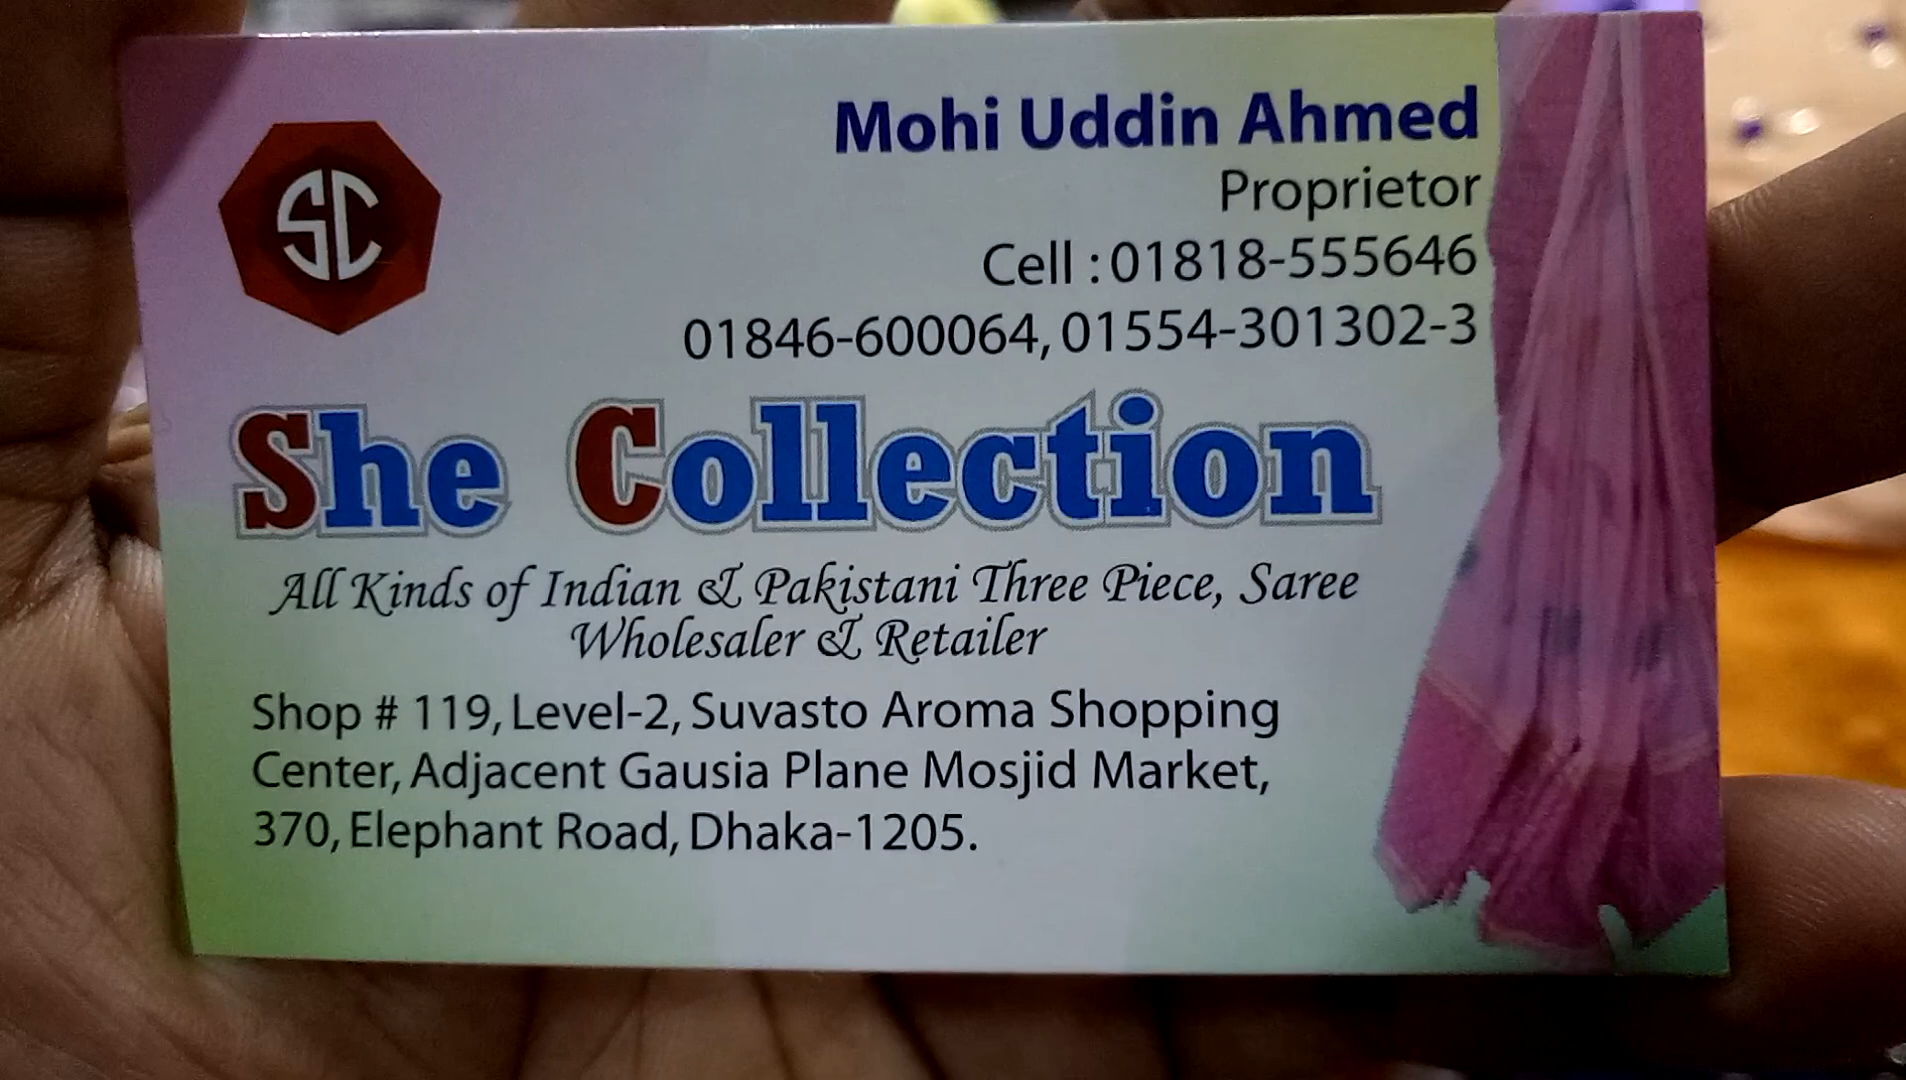 SC
Mohi Uddin Ahmed
Proprietor
Cell : 01818-555646
01846-600064, 01554-301302-3
She Collection
All Kinds of Indian & Pakistani Three Piece, Saree
Wholesaler & Retailer
Shop # 119, Level-2, Suvasto Aroma Shopping
Center, Adjacent Gausia Plane Mosjid Market,
370, Elephant Road, Dhaka-1205.